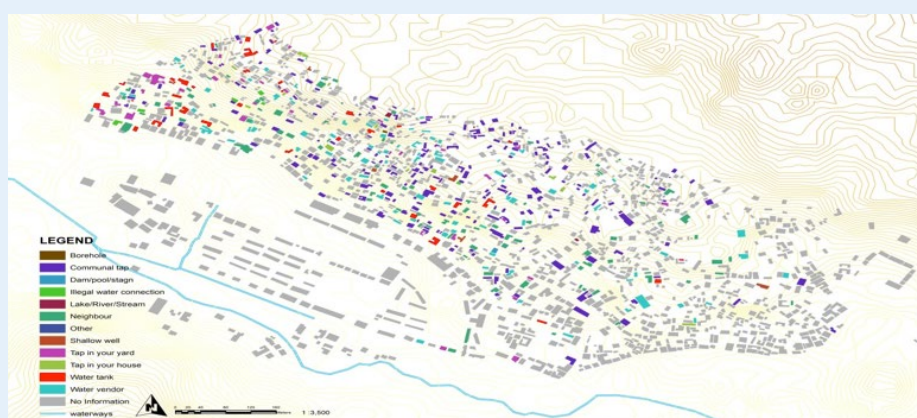 LEGEND
Borehole
Communal tap
Dam/pool/stagn
Illegal water connection
Lake/River/Stream
Neighbour
Other
Shallow well
Tap in your yard
Tap in your house
Water tank
Water vendor
No Information
waterways
N
1:3,500